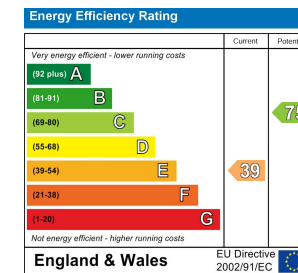 Energy Efficiency Rating
Current
Very energy efficient - lower running costs
(92 plus) A
(81-91) B
(69-80) C
(55-68) D
(39-54) E
39
(21-38) F
(1-20) G
Not energy efficient - higher running costs
England & Wales
EU Directive
2002/91/EC